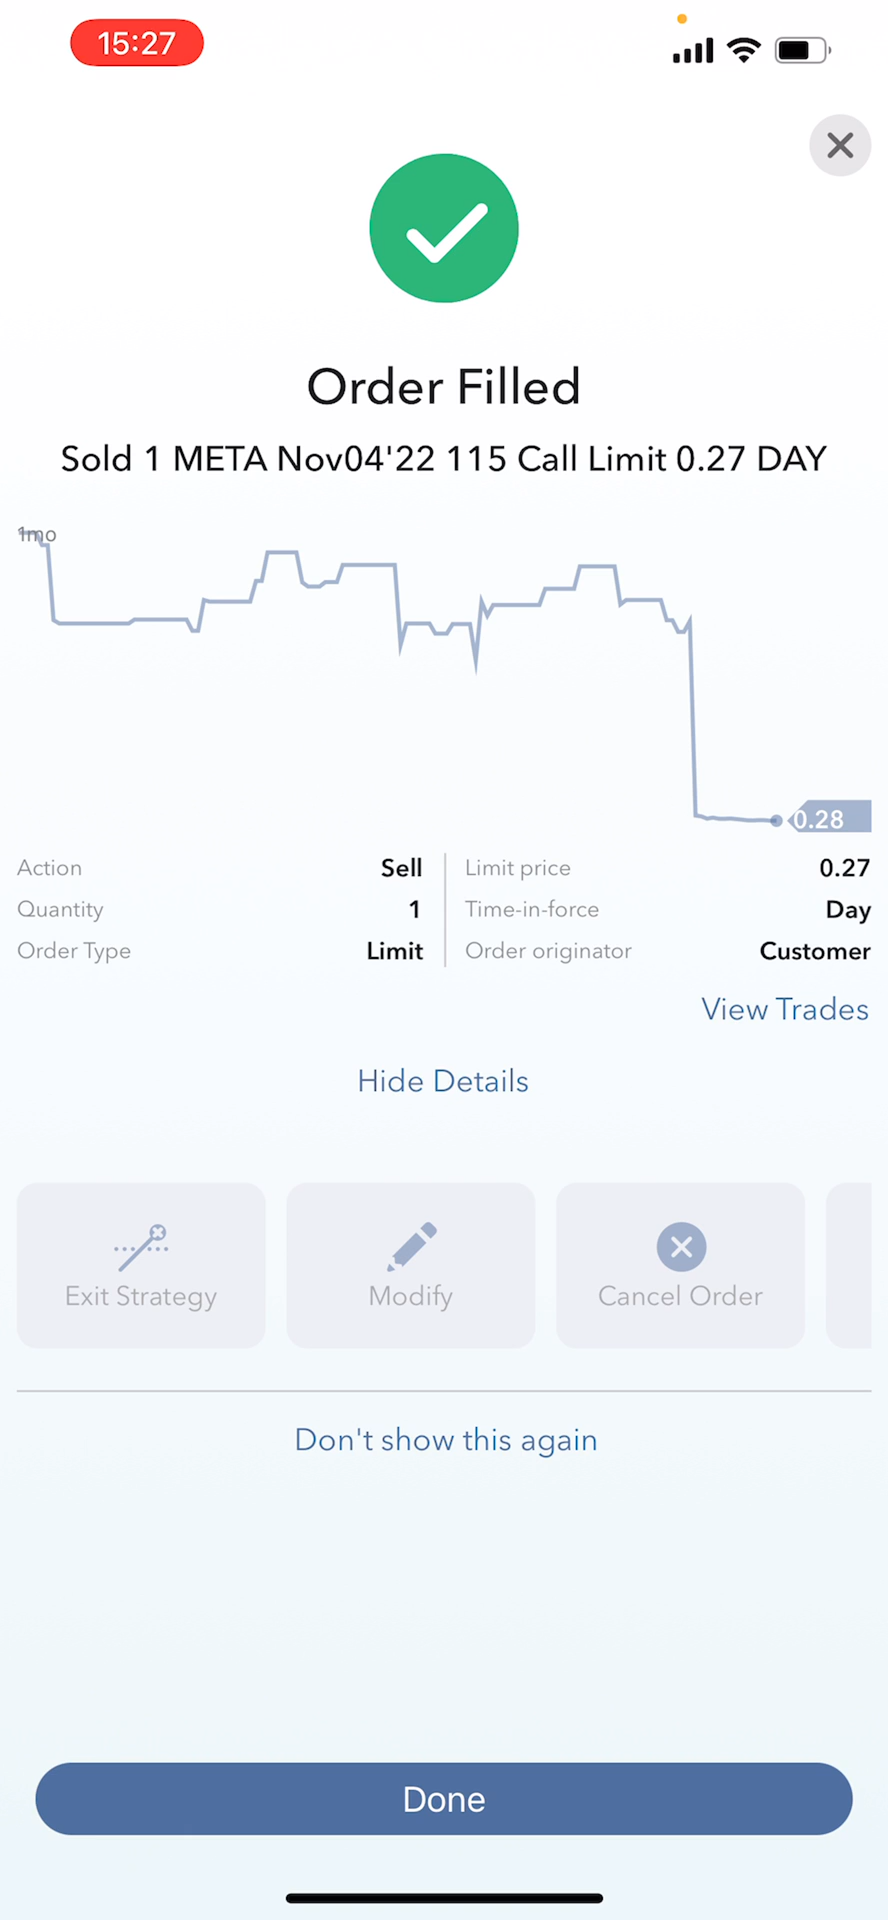 15:27
Order Filled
Sold 1 META Nov04'22 115 Call Limit 0.27 DAY
1mo
0.28
Action Sell
Limit price 0.27
Quantity 1
Time-in-force Day
Order Type Limit
Order originator Customer
View Trades
Hide Details
Exit Strategy
Modify
Cancel Order
Don't show this again
Done